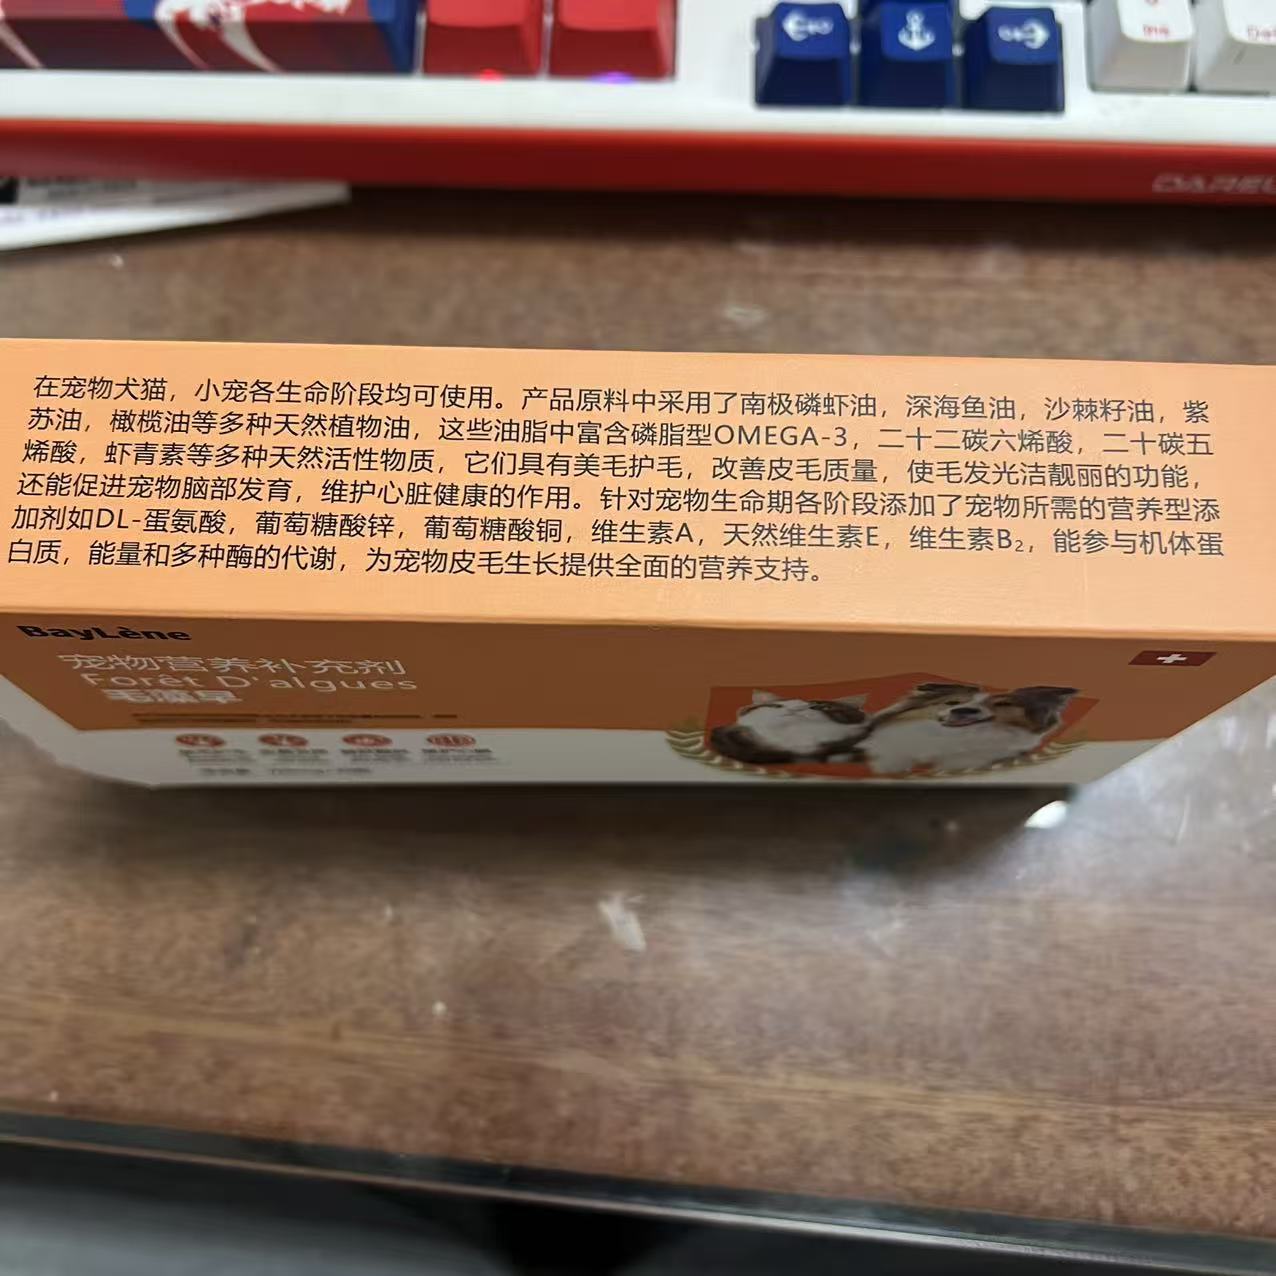 DAREU
在宠物犬猫，小宠各生命阶段均可使用。产品原料中采用了南极磷虾油，深海鱼油，沙棘籽油，紫
苏油，橄榄油等多种天然植物油，这些油脂中富含磷脂型OMEGA-3，二十二碳六烯酸，二十碳五
烯酸，虾青素等多种天然活性物质，它们具有美毛护毛，改善皮毛质量，使毛发光洁靓丽的功能，
还能促进宠物脑部发育，维护心脏健康的作用。针对宠物生命期各阶段添加了宠物所需的营养型添
加剂如DL-蛋氨酸，葡萄糖酸锌，葡萄糖酸铜，维生素A，天然维生素E，维生素B₂，能参与机体蛋
白质，能量和多种酶的代谢，为宠物皮毛生长提供全面的营养支持。
BayLène
宠物营养补充剂
Forêt D'algues